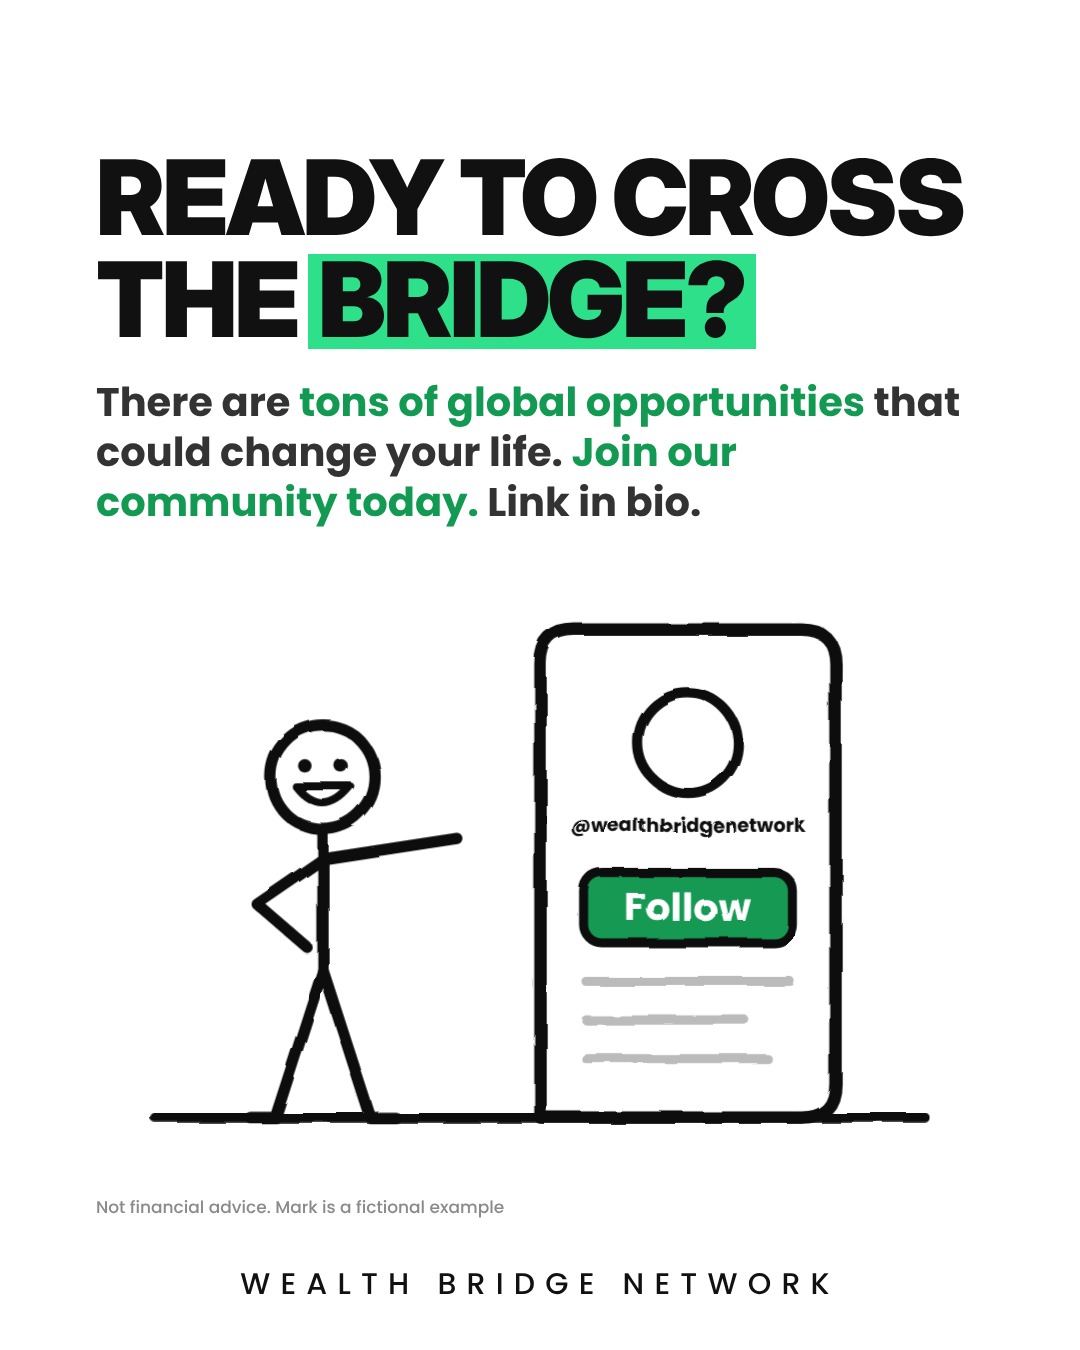 READY TO CROSS
THE BRIDGE?
There are tons of global opportunities that
could change your life. Join our
community today. Link in bio.
@wealthbridgenetwork
Follow
Not financial advice. Mark is a fictional example
WEALTH BRIDGE NETWORK